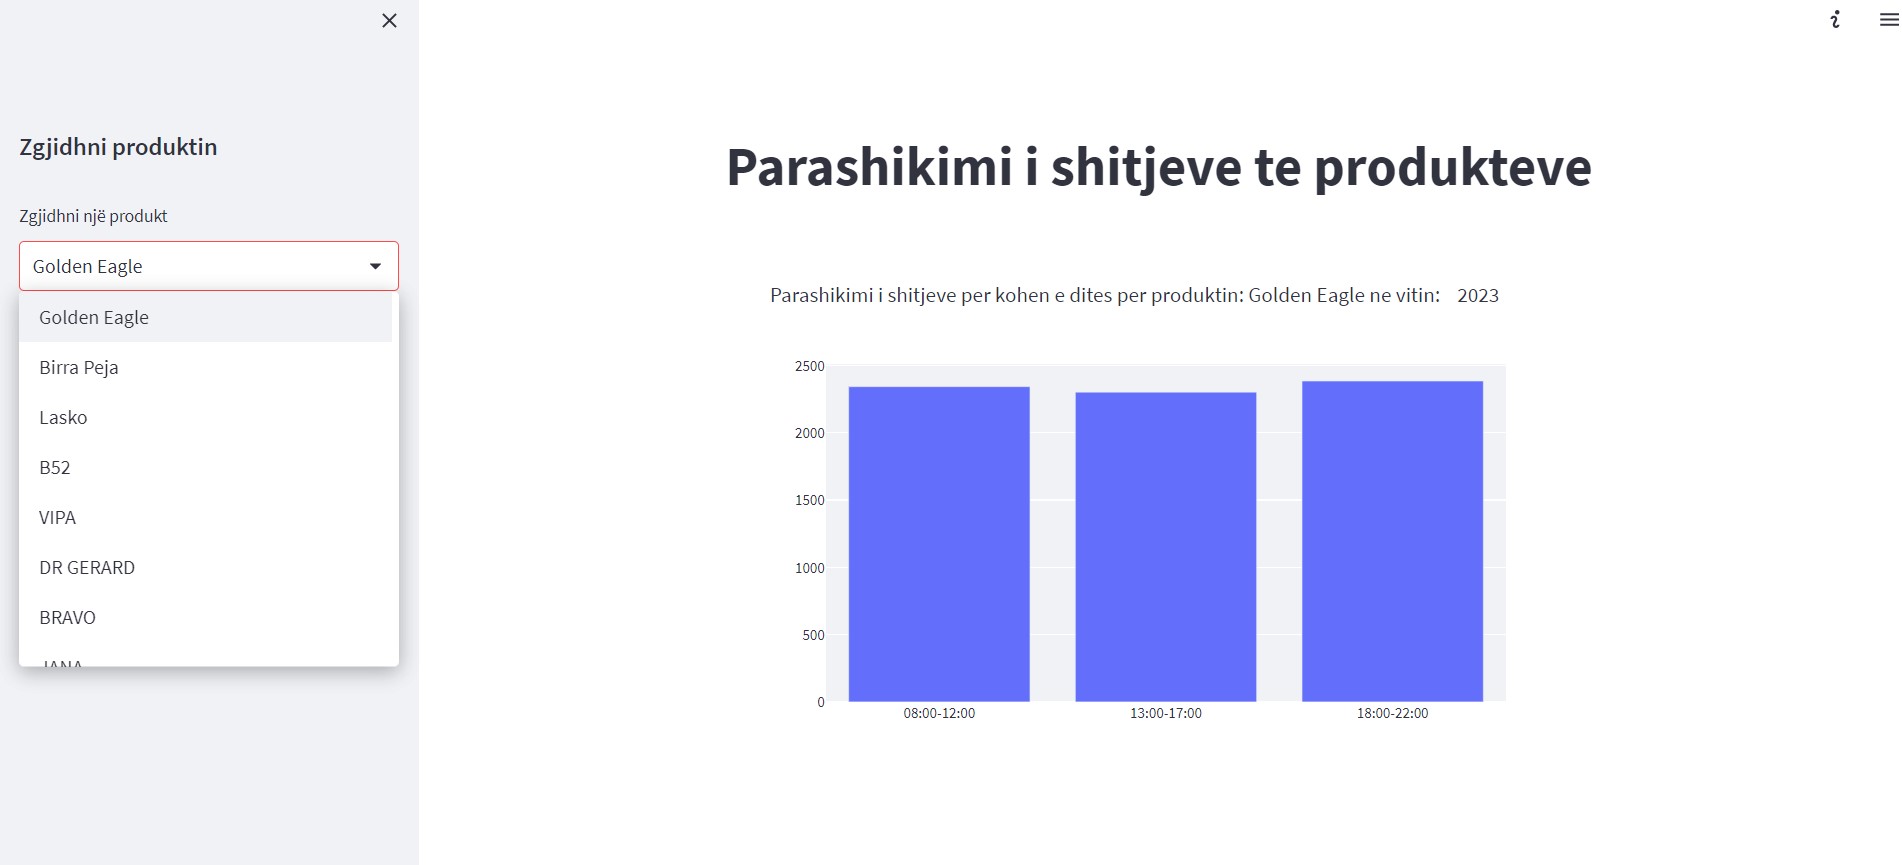 Zgjidhni produktin
Zgjidhni një produkt
Golden Eagle
Golden Eagle
Birra Peja
Lasko
B52
VIPA
DR GERARD
BRAVO
JANA
Parashikimi i shitjeve te produkteve
Parashikimi i shitjeve per kohen e dites per produktin: Golden Eagle ne vitin: 2023
2500
2000
1500
1000
500
0
08:00-12:00 13:00-17:00 18:00-22:00